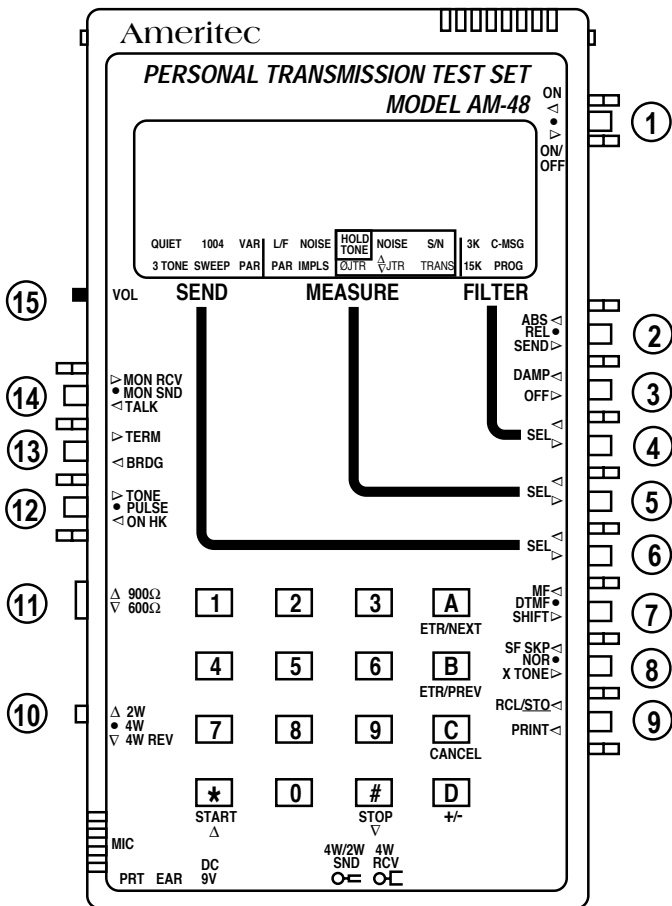 Ameritec
PERSONAL TRANSMISSION TEST SET
MODEL AM-48
ON
ON/
OFF
1
QUIET 1004 VAR L/F NOISE HOLD TONE NOISE S/N 3K C-MSG
3 TONE SWEEP PAR PAR IMPLS ØJTR JTR TRANS 15K PROG
15
VOL
SEND MEASURE FILTER
ABS
REL
SEND
2
DAMP
OFF
3
SEL
4
SEL
5
SEL
6
14
MON RCV
MON SND
TALK
13
TERM
BRDG
12
TONE
PULSE
ON HK
11
900Ω
600Ω
1 2 3 A
ETR/NEXT
MF
DTMF
SHIFT
7
4 5 6 B
ETR/PREV
SF SKP
NOR
X TONE
8
10
2W
4W
4W REV
7 8 9 C
CANCEL
RCL/STO
PRINT
9
* 0 # D
START STOP +/-
MIC
PRT EAR DC
9V
4W/2W
SND
4W
RCV